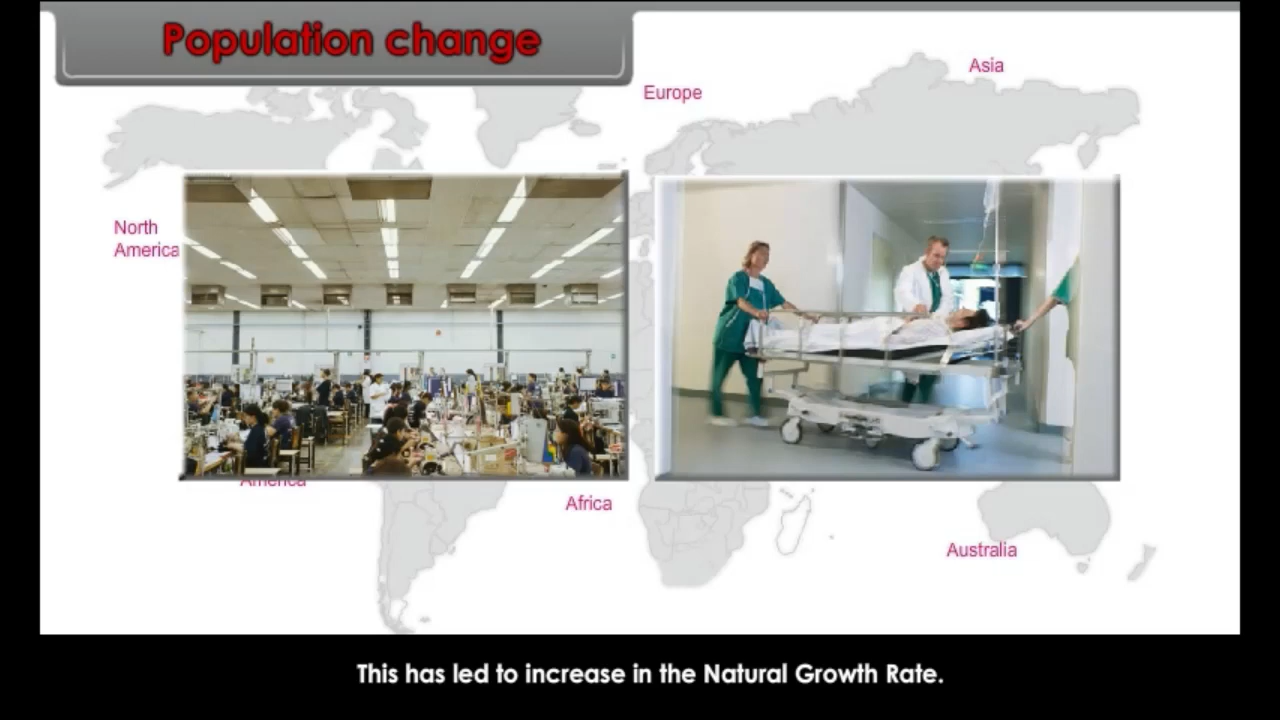 Population change
Asia
Europe
North
America
America
Africa
Australia
This has led to increase in the Natural Growth Rate.